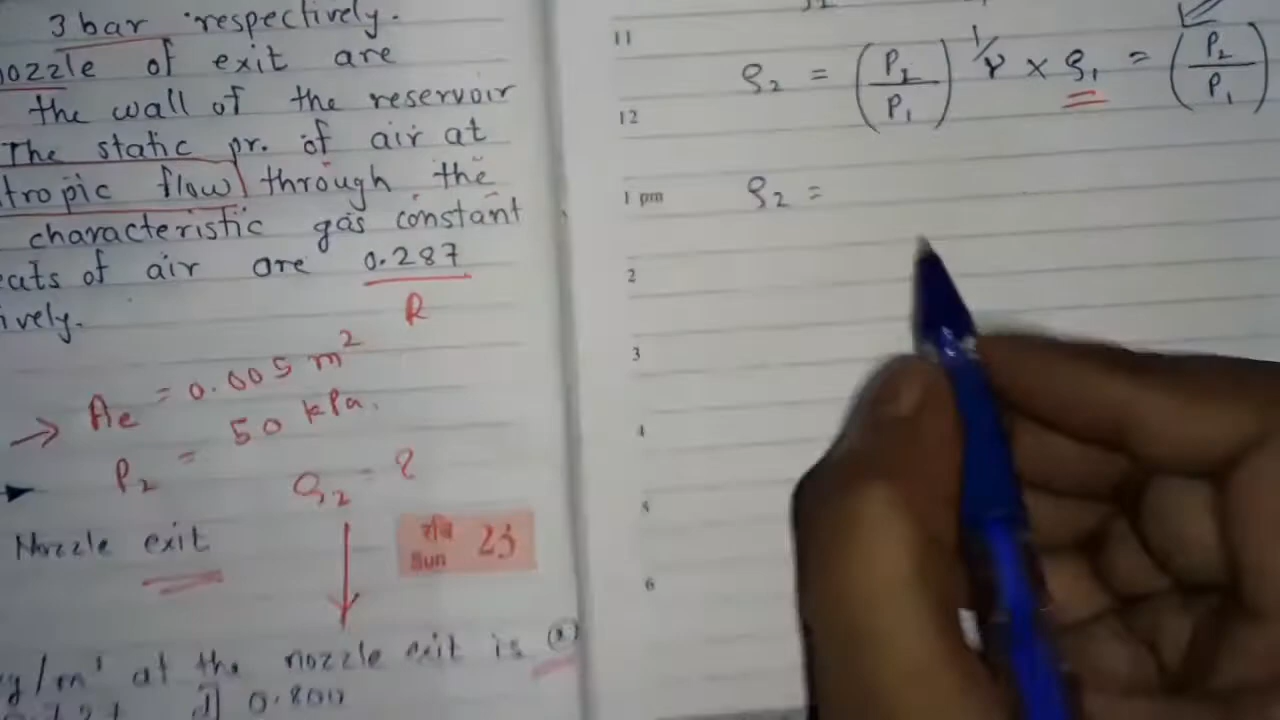 3 bar respectively.
nozzle of exit are
the wall of the reservoir
The static pr. of air at
tropic flow through the
characteristic gas constant
eats of air are 0.287
ively.
R
→ Ae = 0.005 m²
P₂ = 50 kPa.
ρ₂ = ?
Nozzle exit
रवि
Sun 23
g/m³ at the nozzle exit is
d] 0.800
11
ρ₂ = (P₂/P₁)^1/γ × ρ₁ = (P₂/P₁)
12
1 pm
ρ₂ =
2
3
4
5
6